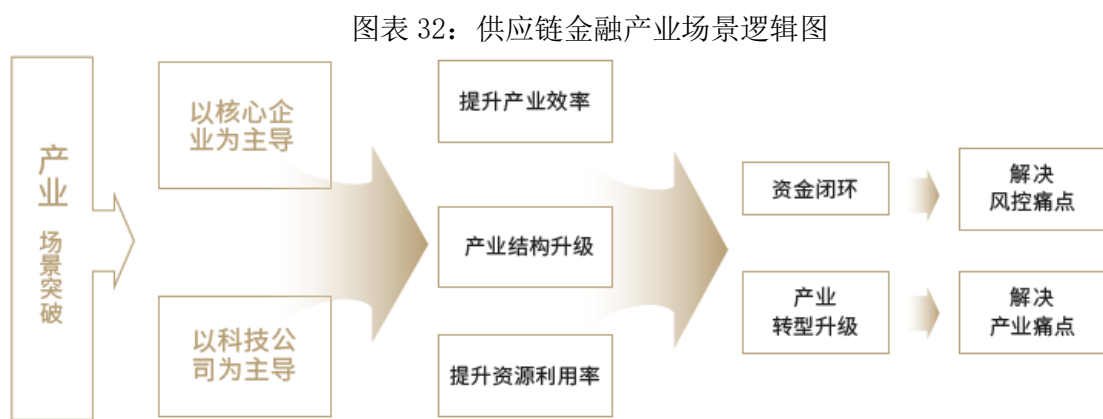 图表 32：供应链金融产业场景逻辑图
产业
场景突破
以核心企
业为主导
以科技公
司为主导
提升产业效率
产业结构升级
提升资源利用率
资金闭环
产业
转型升级
解决
风控痛点
解决
产业痛点